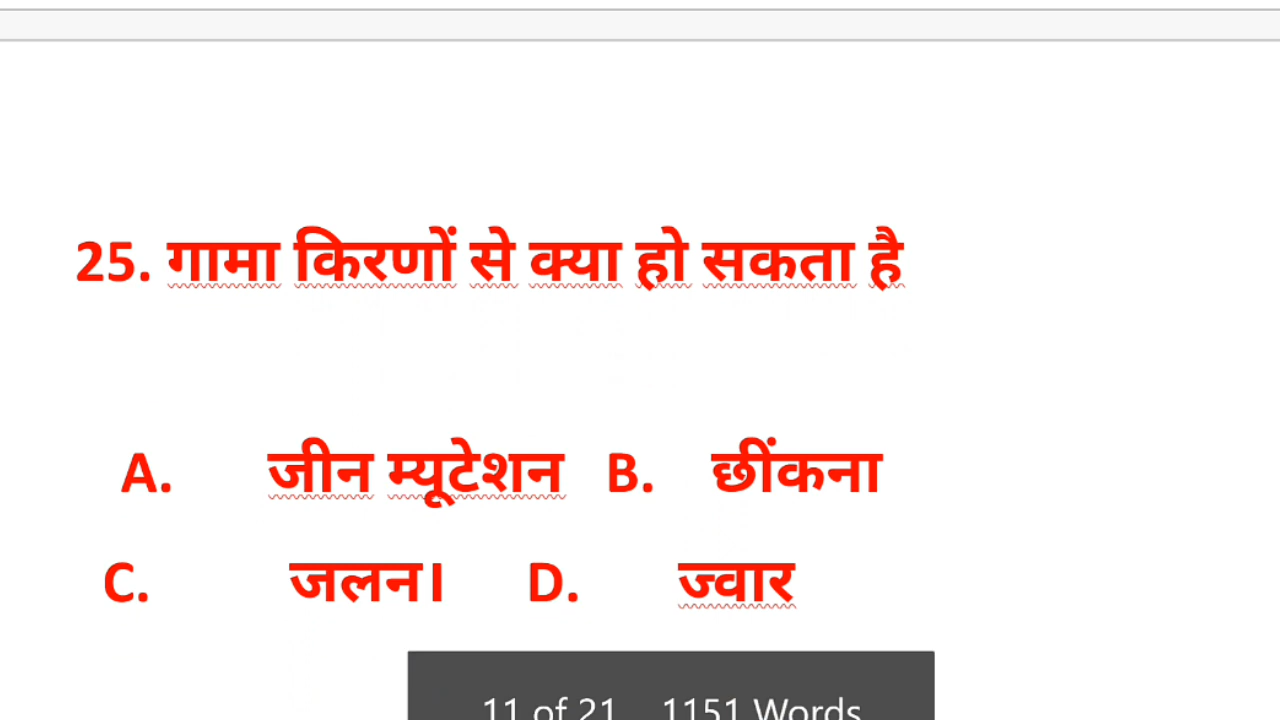 25. गामा किरणों से क्या हो सकता है
A. जीन म्यूटेशन B. छींकना
C. जलन। D. ज्वार
11 of 21 1151 Words